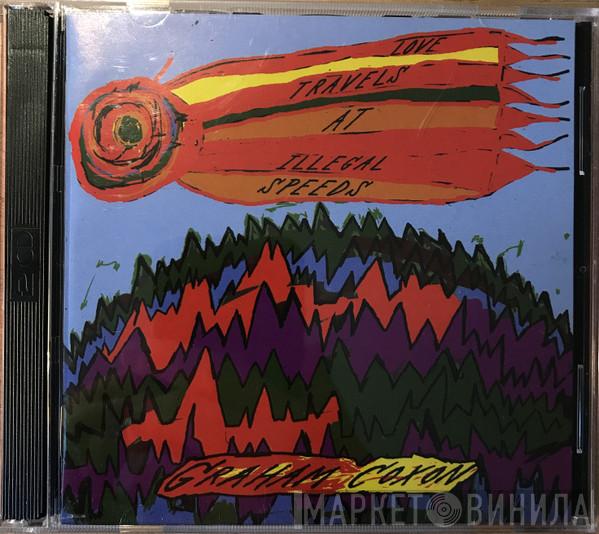 LOVE
TRAVELS
AT
ILLEGAL
SPEEDS
GRAHAM COXON
МАРКЕТ ВИНИЛА